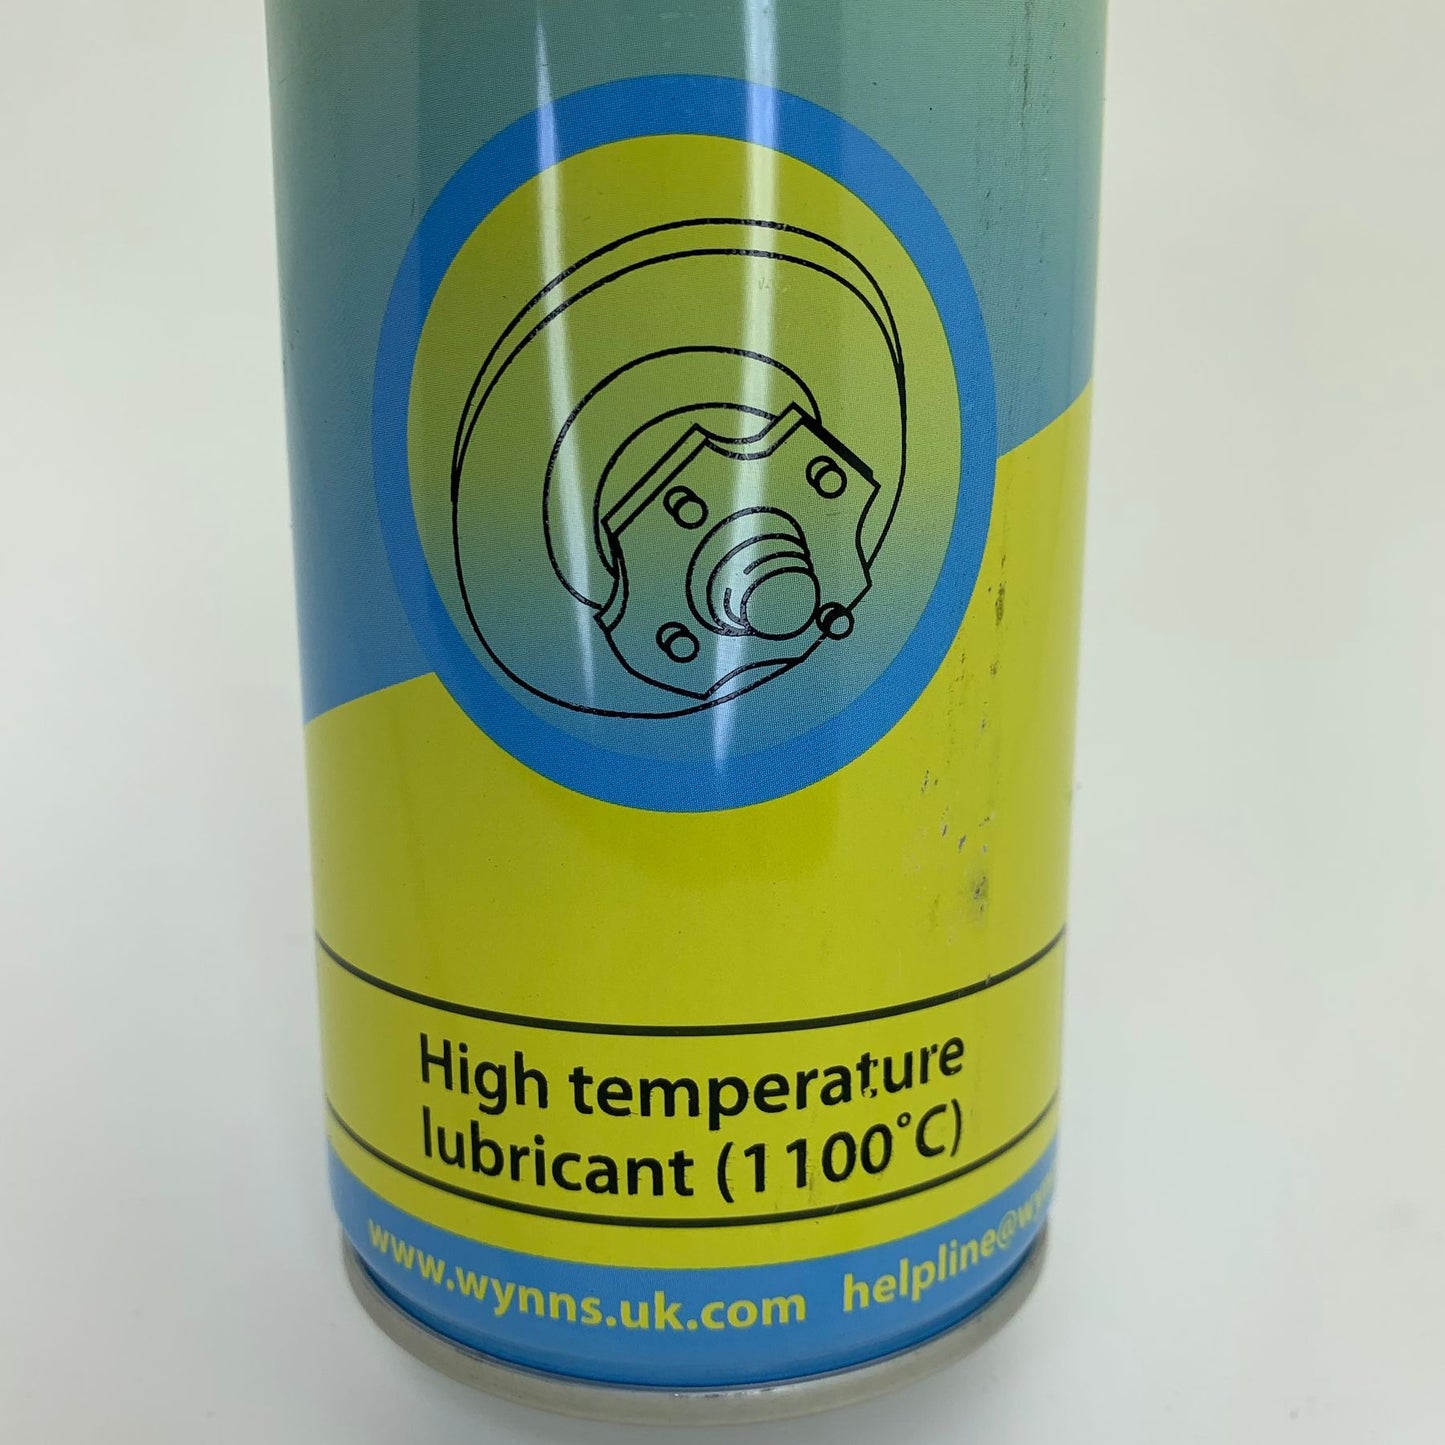 High temperature
lubricant (1100°C)
www.wynns.uk.com helpline@